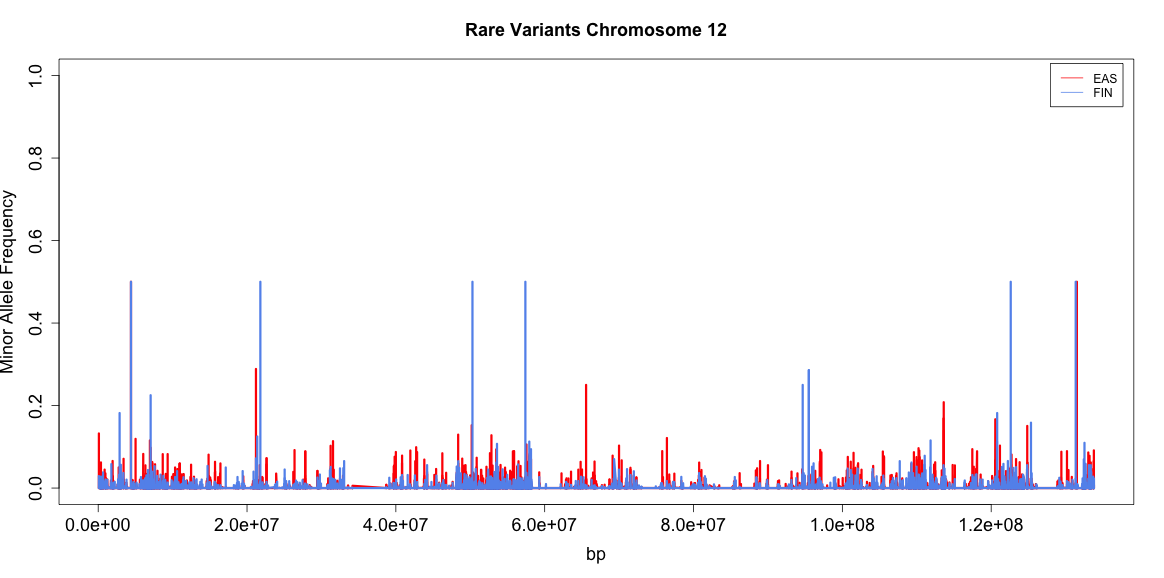 Rare Variants Chromosome 12
EAS
FIN
Minor Allele Frequency
1.0
0.8
0.6
0.4
0.2
0.0
0.0e+00 2.0e+07 4.0e+07 6.0e+07 8.0e+07 1.0e+08 1.2e+08
bp